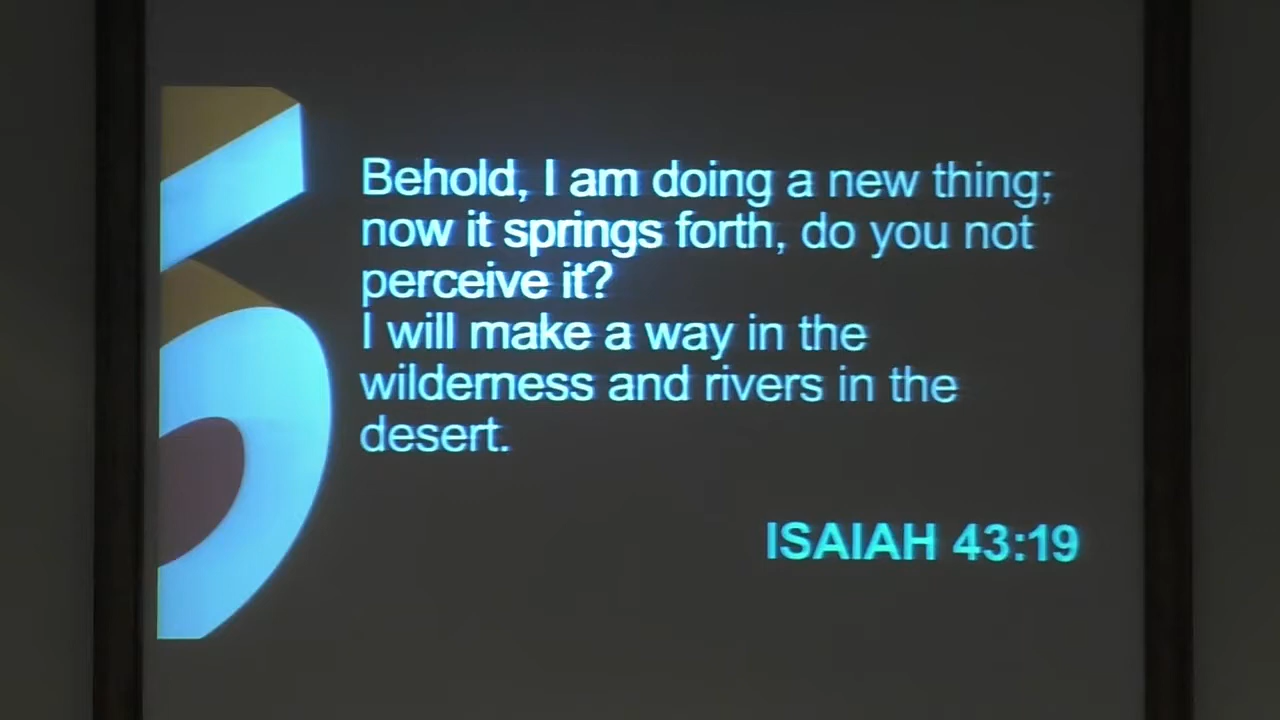 Behold, I am doing a new thing;
now it springs forth, do you not
perceive it?
I will make a way in the
wilderness and rivers in the
desert.
ISAIAH 43:19